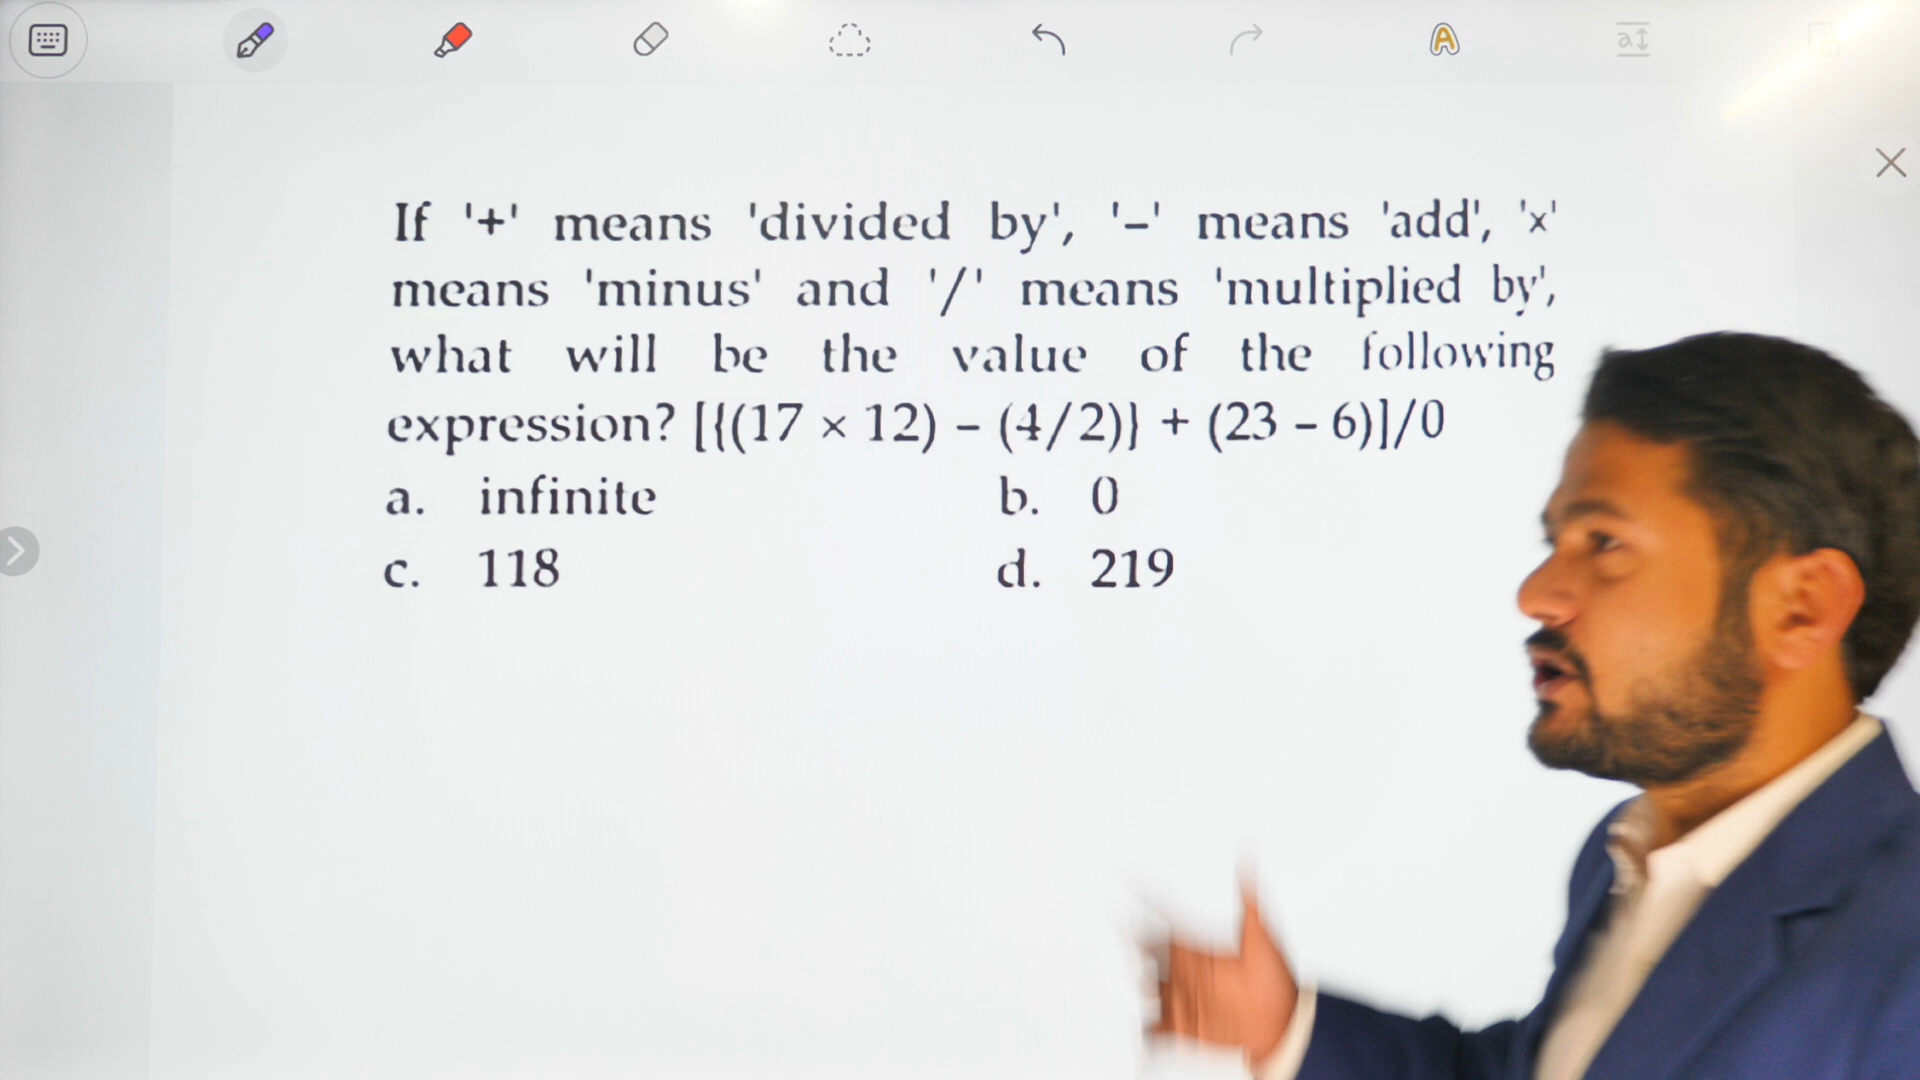 If '+' means 'divided by', '–' means 'add', 'x'
means 'minus' and '/' means 'multiplied by',
what will be the value of the following
expression? [{(17 × 12) – (4/2)} + (23 – 6)]/0
a. infinite b. 0
c. 118 d. 219